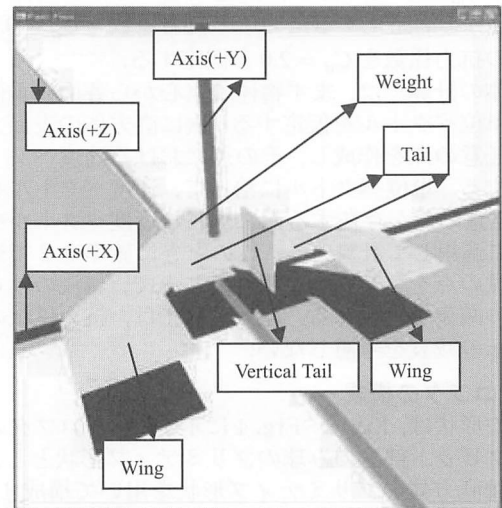 Axis(+Y)
Weight
Axis(+Z)
Tail
Axis(+X)
Vertical Tail
Wing
Wing